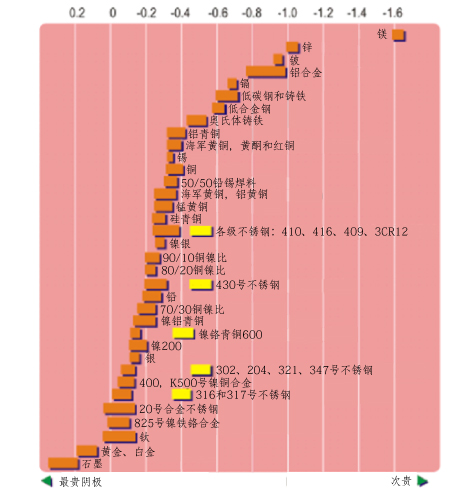 0.2 0 -0.2 -0.4 -0.6 -0.8 -1.0 -1.2 -1.4 -1.6
镁
锌
铍
铝合金
镉
低碳钢和铸铁
低合金钢
奥氏体铸铁
铝青铜
海军黄铜，黄酮和红铜
锡
铜
50/50铅锡焊料
海军黄铜，铝黄铜
锰黄铜
硅青铜
各级不锈钢：410、416、409、3CR12
镍银
90/10铜镍比
80/20铜镍比
430号不锈钢
铅
70/30铜镍比
镍铝青铜
镍铬青铜600
镍200
银
302、204、321、347号不锈钢
400，K500号镍铜合金
316和317号不锈钢
20号合金不锈钢
825号镍铁铬合金
钛
黄金、白金
石墨
最贵阴极 次贵